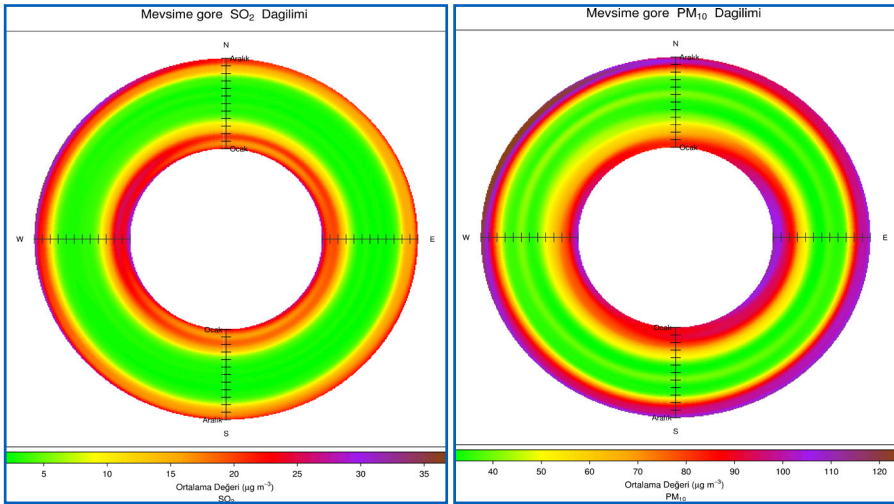 Mevsime gore SO₂ Dagilimi
N
Aralık
Ocak
W
E
Ocak
Aralık
S
5 10 15 20 25 30 35
Ortalama Değeri (µg m⁻³)
SO₂
Mevsime gore PM₁₀ Dagilimi
N
Aralık
Ocak
W
E
Ocak
Aralık
S
40 50 60 70 80 90 100 110 120
Ortalama Değeri (µg m⁻³)
PM₁₀